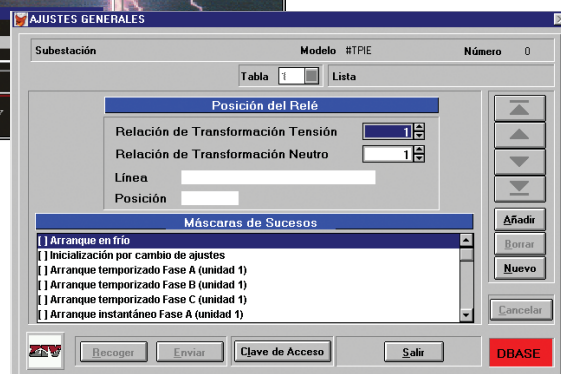 AJUSTES GENERALES
Subestación Modelo #TPIE Número 0
Tabla 1 Lista
Posición del Relé
Relación de Transformación Tensión 1
Relación de Transformación Neutro 1
Línea
Posición
Máscaras de Sucesos
[ ] Arranque en frío
[ ] Inicialización por cambio de ajustes
[ ] Arranque temporizado Fase A (unidad 1)
[ ] Arranque temporizado Fase B (unidad 1)
[ ] Arranque temporizado Fase C (unidad 1)
[ ] Arranque instantáneo Fase A (unidad 1)
Añadir
Borrar
Nuevo
Cancelar
ZIV Recoger Enviar Clave de Acceso Salir DBASE